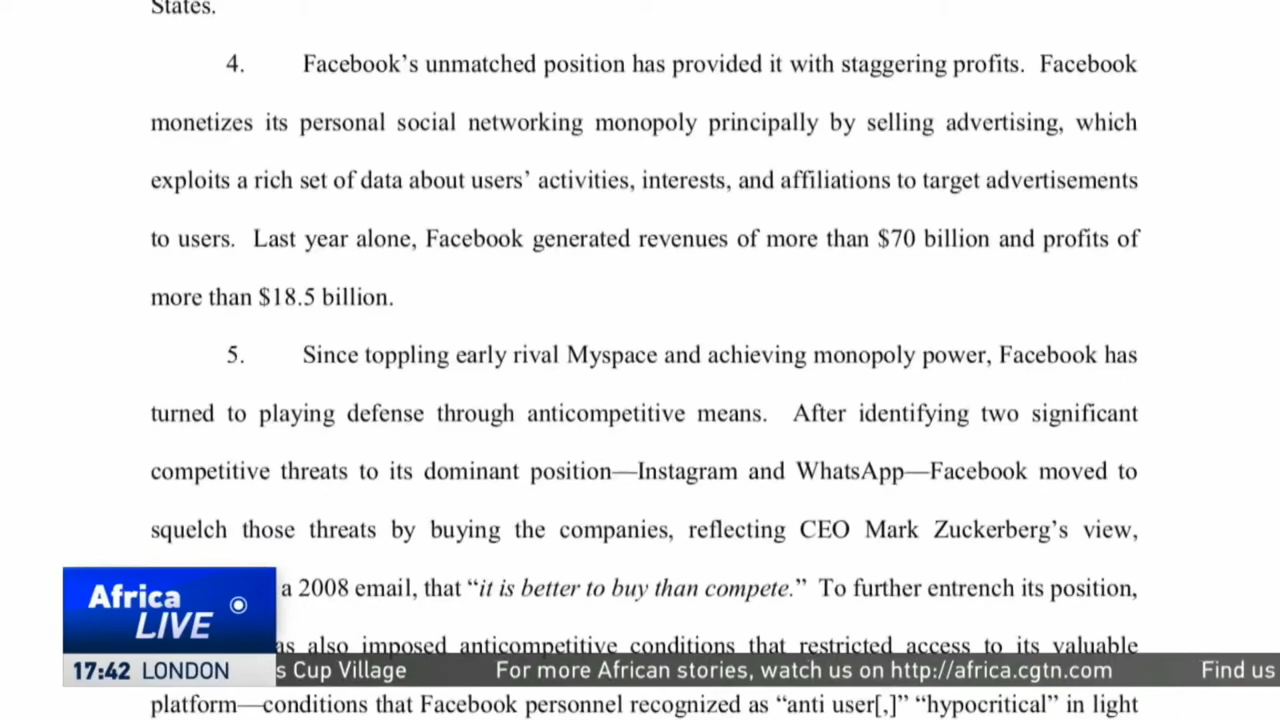 States.
4. Facebook’s unmatched position has provided it with staggering profits. Facebook
monetizes its personal social networking monopoly principally by selling advertising, which
exploits a rich set of data about users’ activities, interests, and affiliations to target advertisements
to users. Last year alone, Facebook generated revenues of more than $70 billion and profits of
more than $18.5 billion.
5. Since toppling early rival Myspace and achieving monopoly power, Facebook has
turned to playing defense through anticompetitive means. After identifying two significant
competitive threats to its dominant position—Instagram and WhatsApp—Facebook moved to
squelch those threats by buying the companies, reflecting CEO Mark Zuckerberg’s view,
a 2008 email, that “it is better to buy than compete.” To further entrench its position,
as also imposed anticompetitive conditions that restricted access to its valuable
platform—conditions that Facebook personnel recognized as “anti user[,]” “hypocritical” in light
Africa
LIVE
17:42 LONDON
s Cup Village For more African stories, watch us on http://africa.cgtn.com Find us